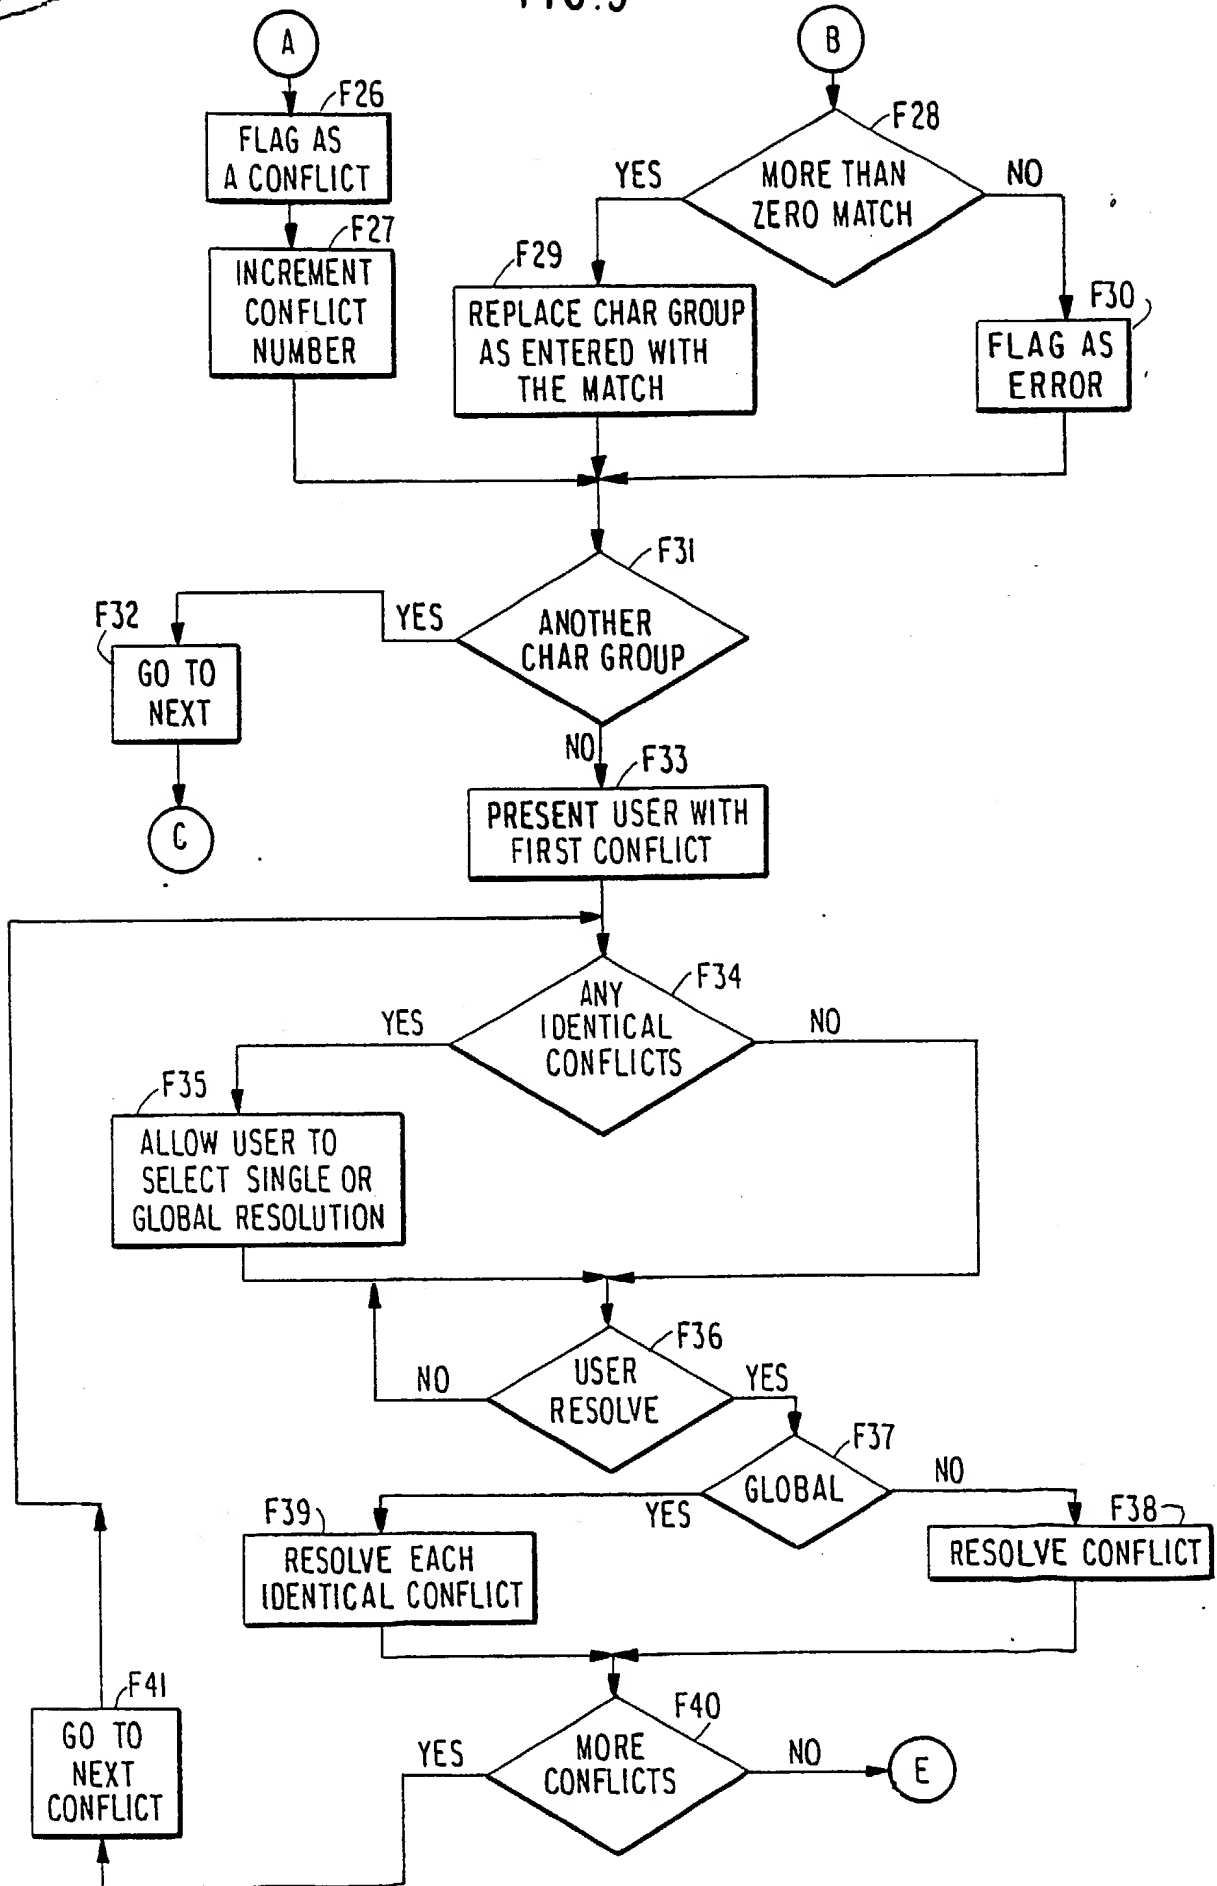 A
B
F26
FLAG AS
A CONFLICT
F28
MORE THAN
ZERO MATCH
YES
NO
F27
INCREMENT
CONFLICT
NUMBER
F29
REPLACE CHAR GROUP
AS ENTERED WITH
THE MATCH
F30
FLAG AS
ERROR
F31
ANOTHER
CHAR GROUP
YES
F32
GO TO
NEXT
C
NO
F33
PRESENT USER WITH
FIRST CONFLICT
F34
ANY
IDENTICAL
CONFLICTS
YES
NO
F35
ALLOW USER TO
SELECT SINGLE OR
GLOBAL RESOLUTION
F36
USER
RESOLVE
NO
YES
F37
GLOBAL
YES
NO
F39
RESOLVE EACH
IDENTICAL CONFLICT
F38
RESOLVE CONFLICT
F40
MORE
CONFLICTS
YES
NO
E
F41
GO TO
NEXT
CONFLICT